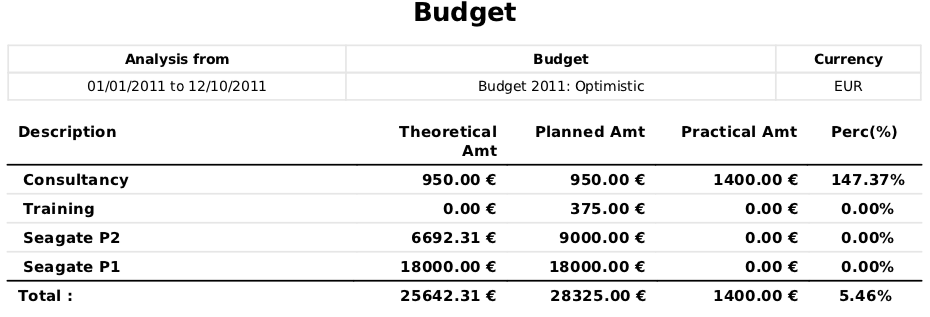 Budget
Analysis from Budget Currency
01/01/2011 to 12/10/2011 Budget 2011: Optimistic EUR
Description Theoretical Amt Planned Amt Practical Amt Perc(%)
Consultancy 950.00 € 950.00 € 1400.00 € 147.37%
Training 0.00 € 375.00 € 0.00 € 0.00%
Seagate P2 6692.31 € 9000.00 € 0.00 € 0.00%
Seagate P1 18000.00 € 18000.00 € 0.00 € 0.00%
Total : 25642.31 € 28325.00 € 1400.00 € 5.46%